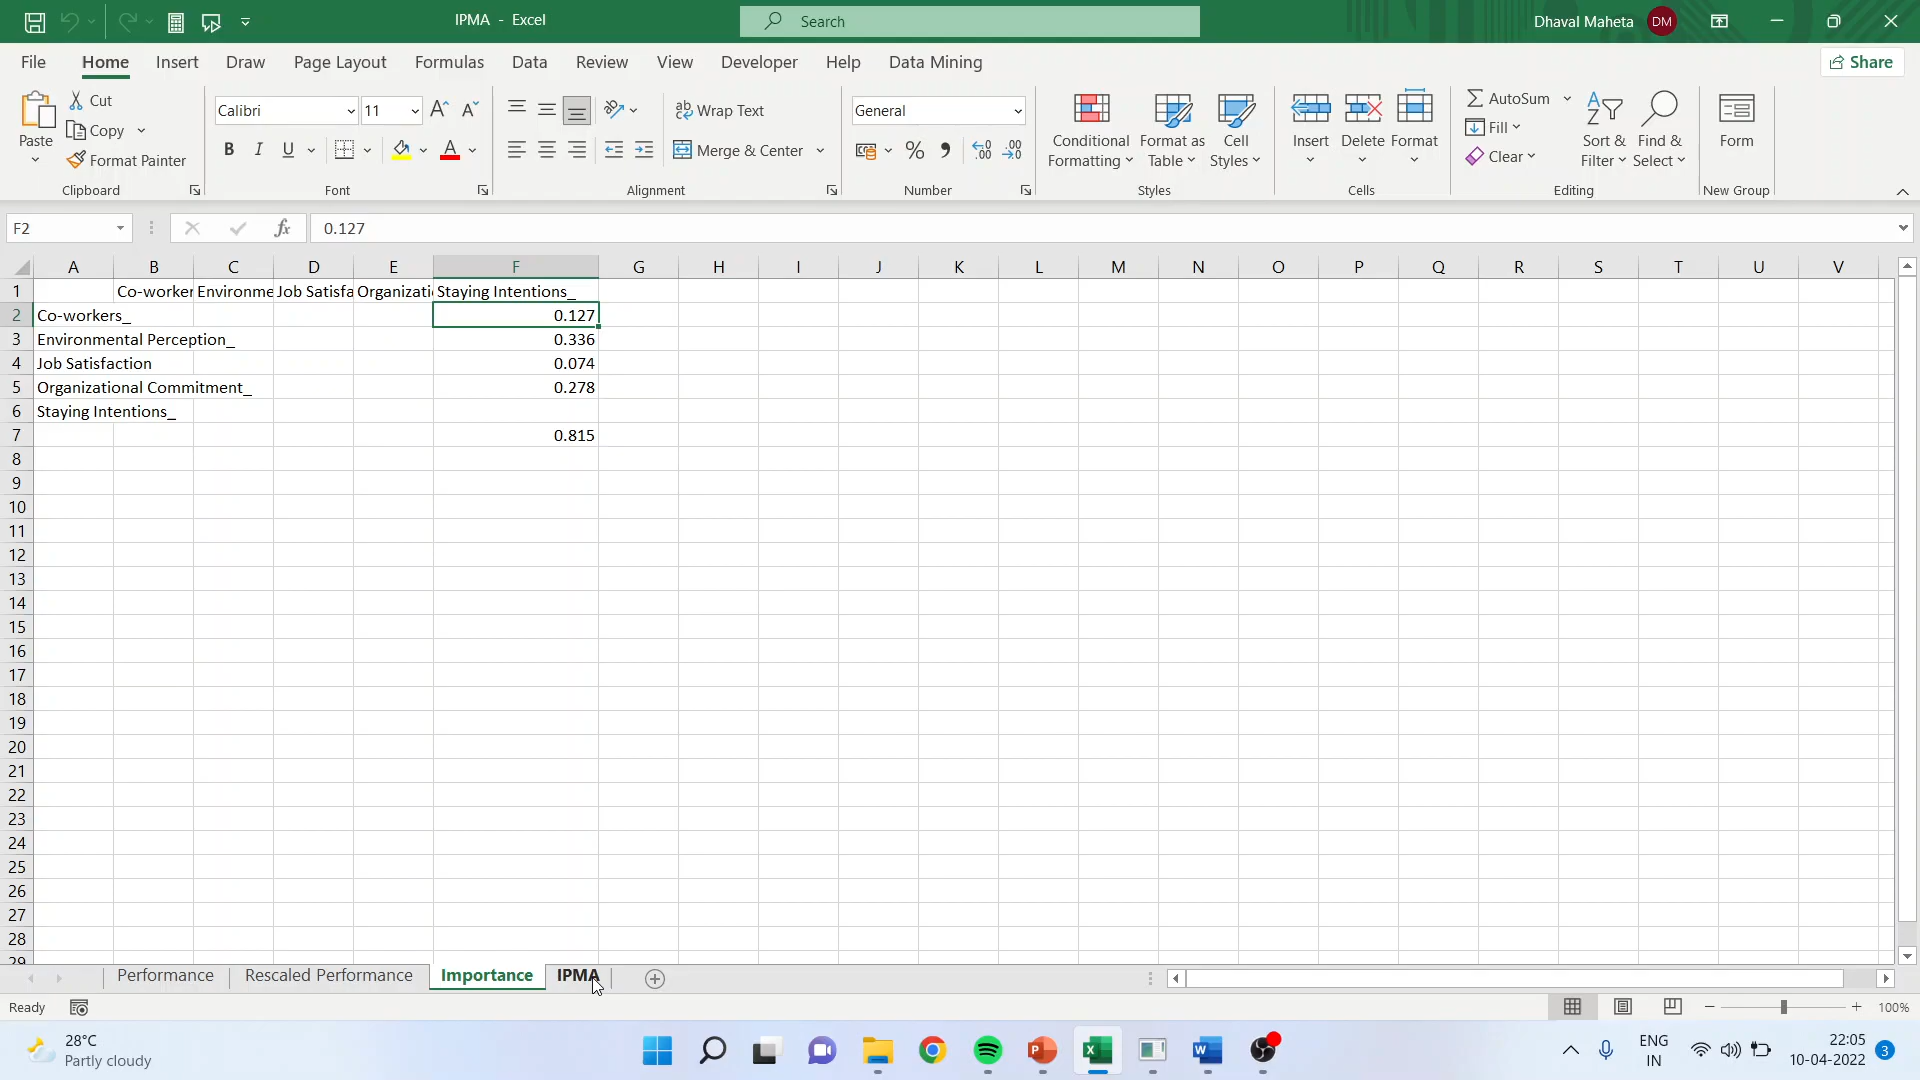 IPMA - Excel
Search
Dhaval Maheta DM
File Home Insert Draw Page Layout Formulas Data Review View Developer Help Data Mining Share
Paste
Cut
Copy
Format Painter
Clipboard
Calibri 11
B I U
Font
Wrap Text
Merge & Center
Alignment
General
Number
Conditional Formatting
Format as Table
Cell Styles
Styles
Insert
Delete
Format
Cells
AutoSum
Fill
Clear
Sort & Filter
Find & Select
Editing
Form
New Group
F2 fx 0.127
A B C D E F G H I J K L M N O P Q R S T U V
1 Co-worker Environme Job Satisfa Organizati Staying Intentions_
2 Co-workers_ 0.127
3 Environmental Perception_ 0.336
4 Job Satisfaction 0.074
5 Organizational Commitment_ 0.278
6 Staying Intentions_
7 0.815
8
9
10
11
12
13
14
15
16
17
18
19
20
21
22
23
24
25
26
27
28
29
Performance Rescaled Performance Importance IPMA
Ready 100%
28°C
Partly cloudy
ENG
IN
22:05
10-04-2022
3